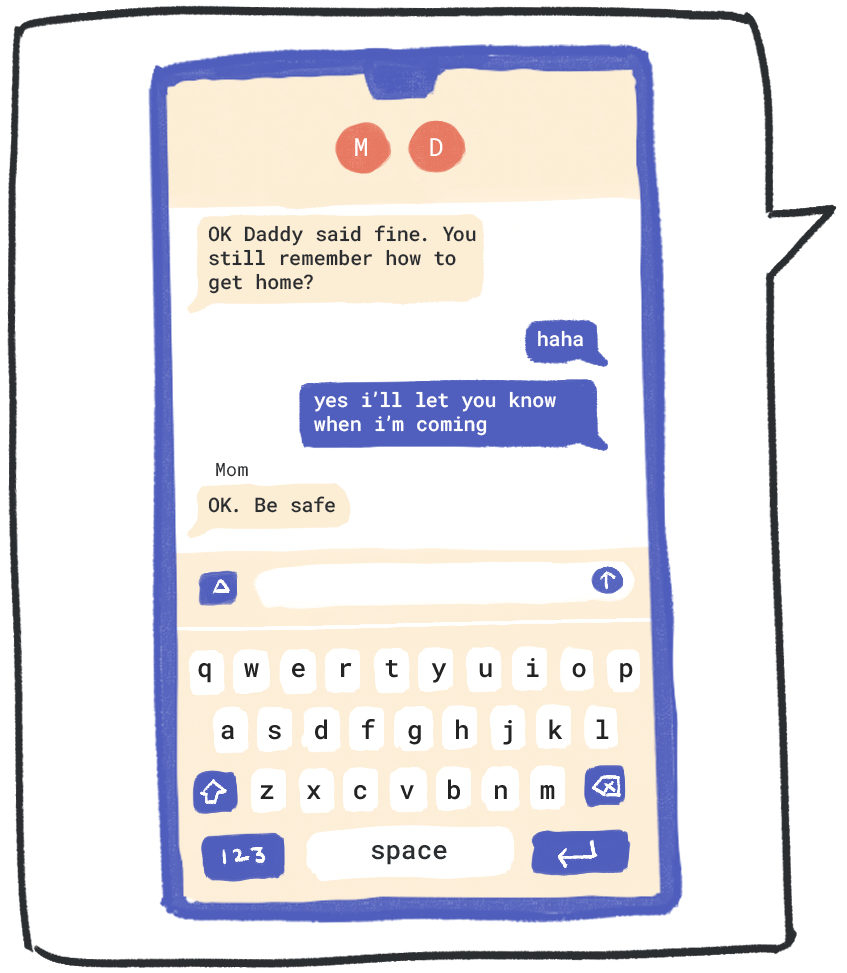 M D
OK Daddy said fine. You
still remember how to
get home?
haha
yes i’ll let you know
when i’m coming
Mom
OK. Be safe
q w e r t y u i o p
a s d f g h j k l
z x c v b n m
123 space